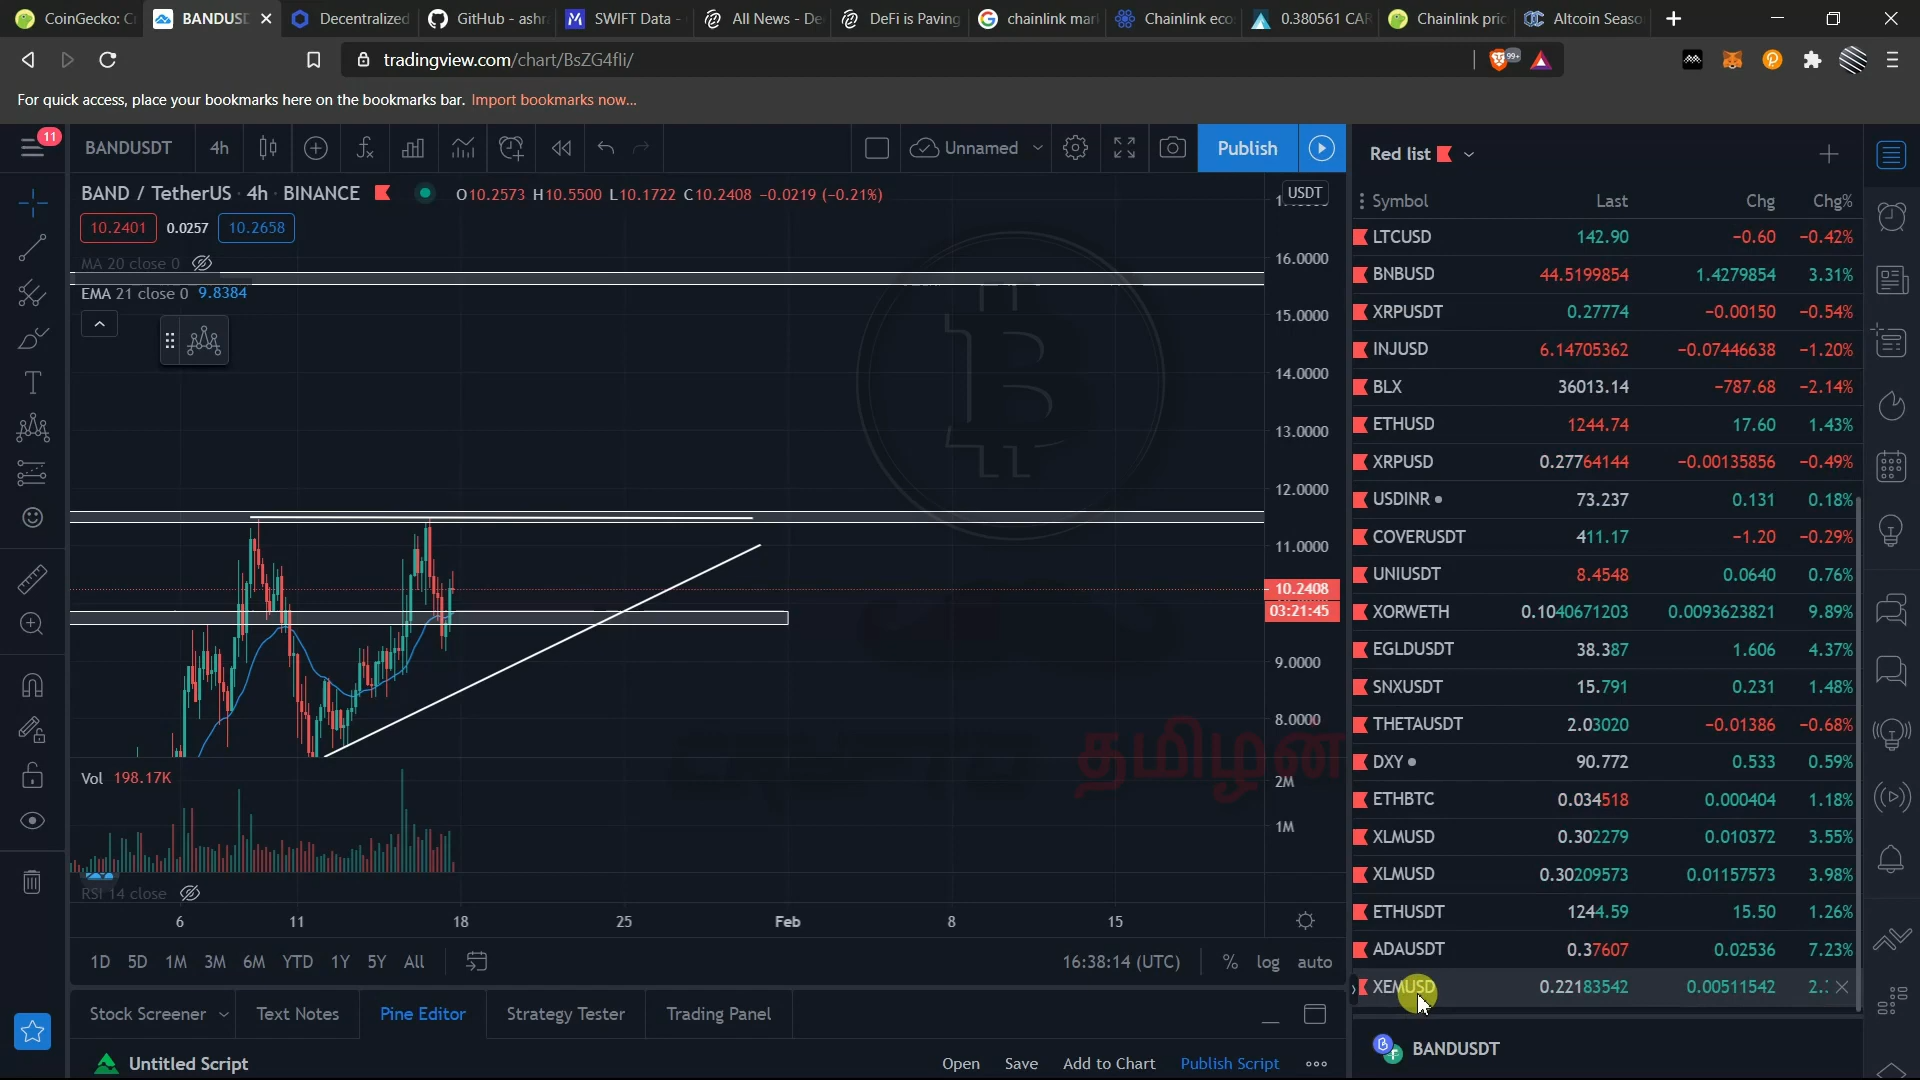 CoinGecko: C
BANDUSD
Decentralized
GitHub - ashr
SWIFT Data -
All News - De
DeFi is Paving
chainlink mar
Chainlink eco
0.380561 CAR
Chainlink pric
Altcoin Seaso
tradingview.com/chart/BsZG4fli/
99+
For quick access, place your bookmarks here on the bookmarks bar. Import bookmarks now...
11
BANDUSDT
4h
Unnamed
Publish
BAND / TetherUS · 4h · BINANCE
O10.2573 H10.5500 L10.1722 C10.2408 −0.0219 (−0.21%)
USDT
10.2401
0.0257
10.2658
MA 20 close 0
EMA 21 close 0 9.8384
16.0000
15.0000
14.0000
13.0000
12.0000
11.0000
10.2408
03:21:45
9.0000
8.0000
தமிழன்
Vol 198.17K
2M
1M
RSI 14 close
6
11
18
25
Feb
8
15
1D
5D
1M
3M
6M
YTD
1Y
5Y
All
16:38:14 (UTC)
%
log
auto
Stock Screener
Text Notes
Pine Editor
Strategy Tester
Trading Panel
Untitled Script
Open
Save
Add to Chart
Publish Script
Red list
Symbol Last Chg Chg%
LTCUSD 142.90 −0.60 −0.42%
BNBUSD 44.5199854 1.4279854 3.31%
XRPUSDT 0.27774 −0.00150 −0.54%
INJUSD 6.14705362 −0.07446638 −1.20%
BLX 36013.14 −787.68 −2.14%
ETHUSD 1244.74 17.60 1.43%
XRPUSD 0.27764144 −0.00135856 −0.49%
USDINR 73.237 0.131 0.18%
COVERUSDT 411.17 −1.20 −0.29%
UNIUSDT 8.4548 0.0640 0.76%
XORWETH 0.1040671203 0.0093623821 9.89%
EGLDUSDT 38.387 1.606 4.37%
SNXUSDT 15.791 0.231 1.48%
THETAUSDT 2.03020 −0.01386 −0.68%
DXY 90.772 0.533 0.59%
ETHBTC 0.034518 0.000404 1.18%
XLMUSD 0.302279 0.010372 3.55%
XLMUSD 0.30209573 0.01157573 3.98%
ETHUSDT 1244.59 15.50 1.26%
ADAUSDT 0.37607 0.02536 7.23%
XEMUSD 0.22183542 0.00511542
BANDUSDT